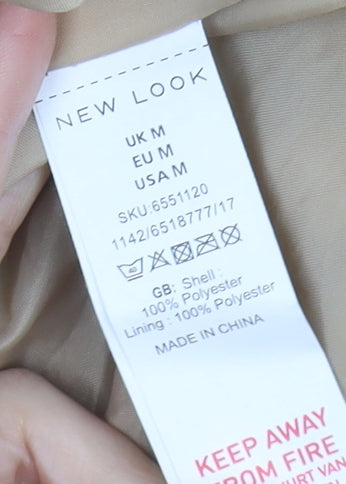 NEW LOOK
UK M
EU M
USA M
SKU:6551120
1142/6518777/17
40
GB: Shell :
100% Polyester
Lining : 100% Polyester
MADE IN CHINA
KEEP AWAY
FROM FIRE
VAN